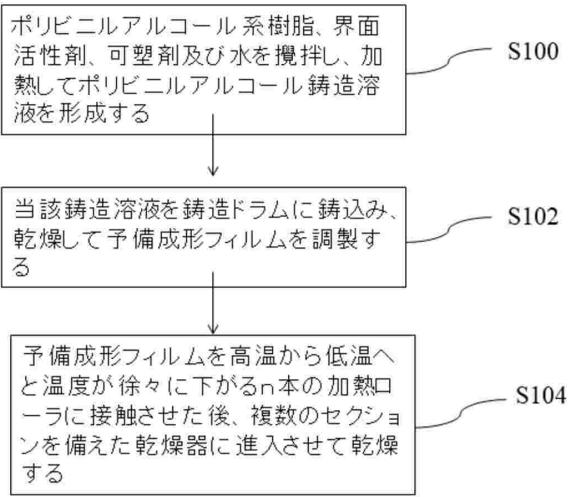 ポリビニルアルコール系樹脂、界面
活性剤、可塑剤及び水を攪拌し、加
熱してポリビニルアルコール鋳造溶
液を形成する
S100
当該鋳造溶液を鋳造ドラムに鋳込み、
乾燥して予備成形フィルムを調製す
る
S102
予備成形フィルムを高温から低温へ
と温度が徐々に下がるn本の加熱ロ
ーラに接触させた後、複数のセクショ
ンを備えた乾燥器に進入させて乾燥
する
S104